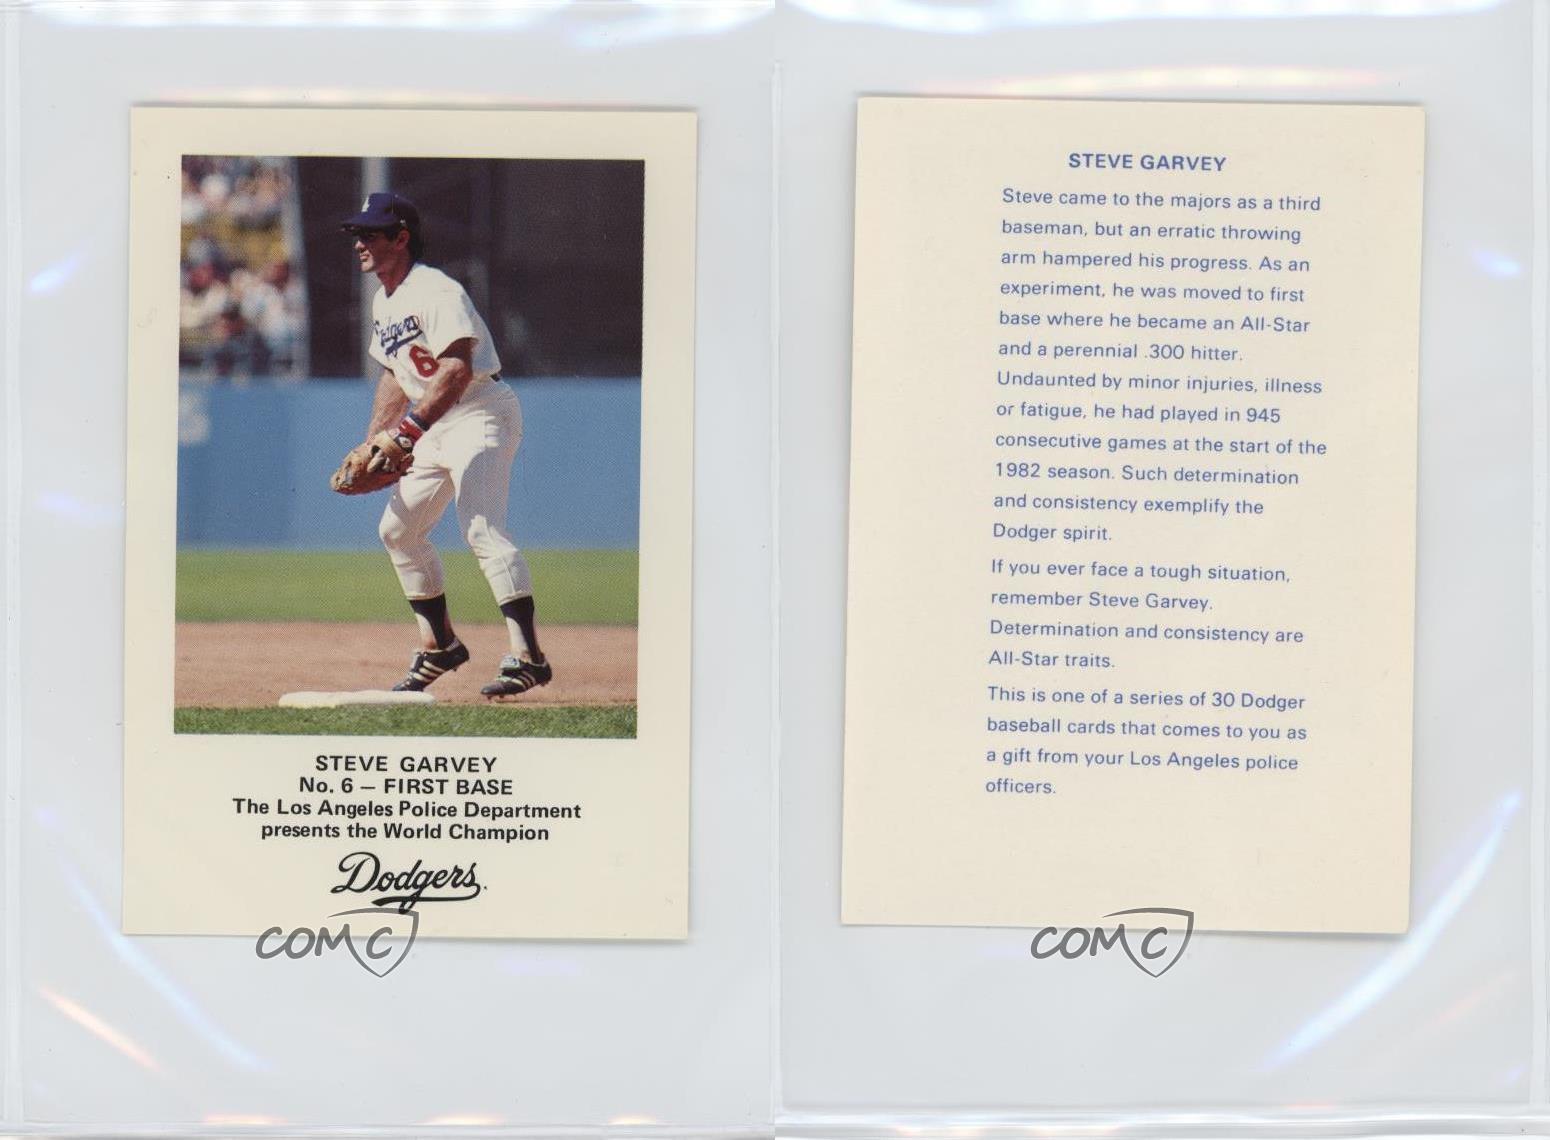 Dodgers
6
STEVE GARVEY
No. 6 — FIRST BASE
The Los Angeles Police Department
presents the World Champion
Dodgers.
COMC
STEVE GARVEY
Steve came to the majors as a third
baseman, but an erratic throwing
arm hampered his progress. As an
experiment, he was moved to first
base where he became an All-Star
and a perennial .300 hitter.
Undaunted by minor injuries, illness
or fatigue, he had played in 945
consecutive games at the start of the
1982 season. Such determination
and consistency exemplify the
Dodger spirit.
If you ever face a tough situation,
remember Steve Garvey.
Determination and consistency are
All-Star traits.
This is one of a series of 30 Dodger
baseball cards that comes to you as
a gift from your Los Angeles police
officers.
COMC